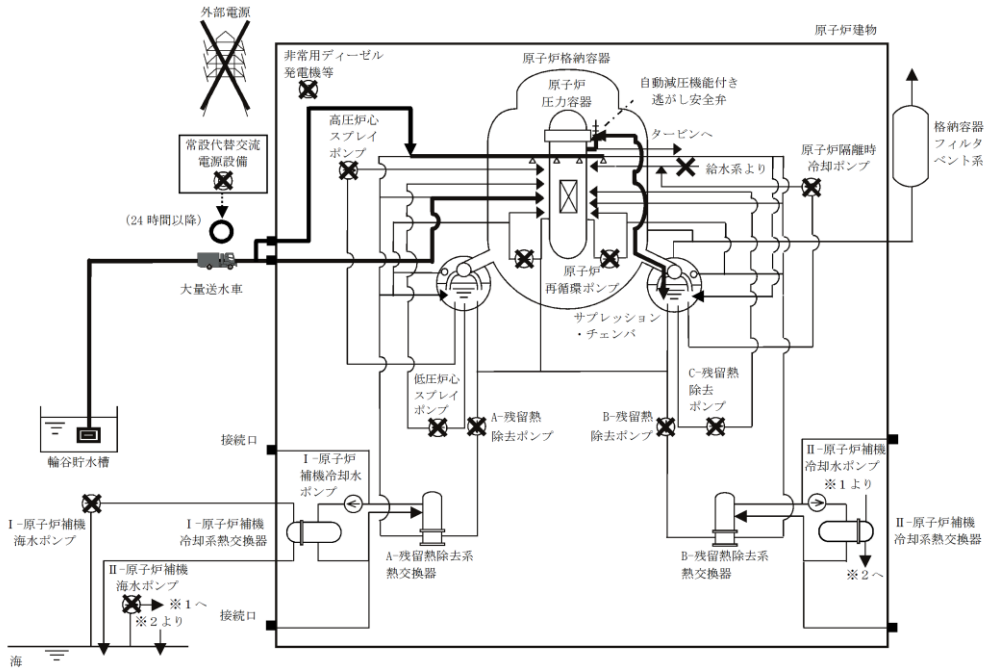 外部電源
原子炉建物
非常用ディーゼル
発電機等
原子炉格納容器
原子炉
圧力容器
自動減圧機能付き
逃がし安全弁
高圧炉心
スプレイ
ポンプ
タービンへ
常設代替交流
電源設備
給水系より
原子炉隔離時
冷却ポンプ
格納容器
フィルタ
ベント系
(24時間以降)
大量送水車
原子炉
再循環ポンプ
サプレッション
・チェンバ
低圧炉心
スプレイ
ポンプ
A-残留熱
除去ポンプ
B-残留熱
除去ポンプ
C-残留熱
除去
ポンプ
輪谷貯水槽
接続口
Ⅰ-原子炉
補機冷却水
ポンプ
Ⅱ-原子炉補機
冷却水ポンプ
※1より
Ⅰ-原子炉補機
海水ポンプ
Ⅰ-原子炉補機
冷却系熱交換器
A-残留熱除去系
熱交換器
B-残留熱除去系
熱交換器
Ⅱ-原子炉補機
冷却系熱交換器
※2へ
Ⅱ-原子炉補機
海水ポンプ
※1へ
※2より
接続口
海